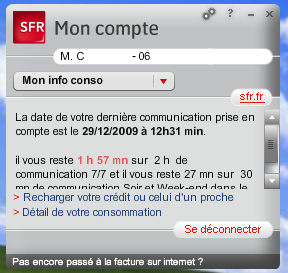 SFR Mon compte ?
M. C - 06
Mon info conso
sfr.fr
La date de votre dernière communication prise en
compte est le 29/12/2009 à 12h31 min.
il vous reste 1 h 57 mn sur 2 h de
communication 7/7 et il vous reste 27 mn sur 30
mn de communication Soir et Week-end dans le
> Recharger votre crédit ou celui d'un proche
> Détail de votre consommation
Se déconnecter
Pas encore passé à la facture sur internet ?